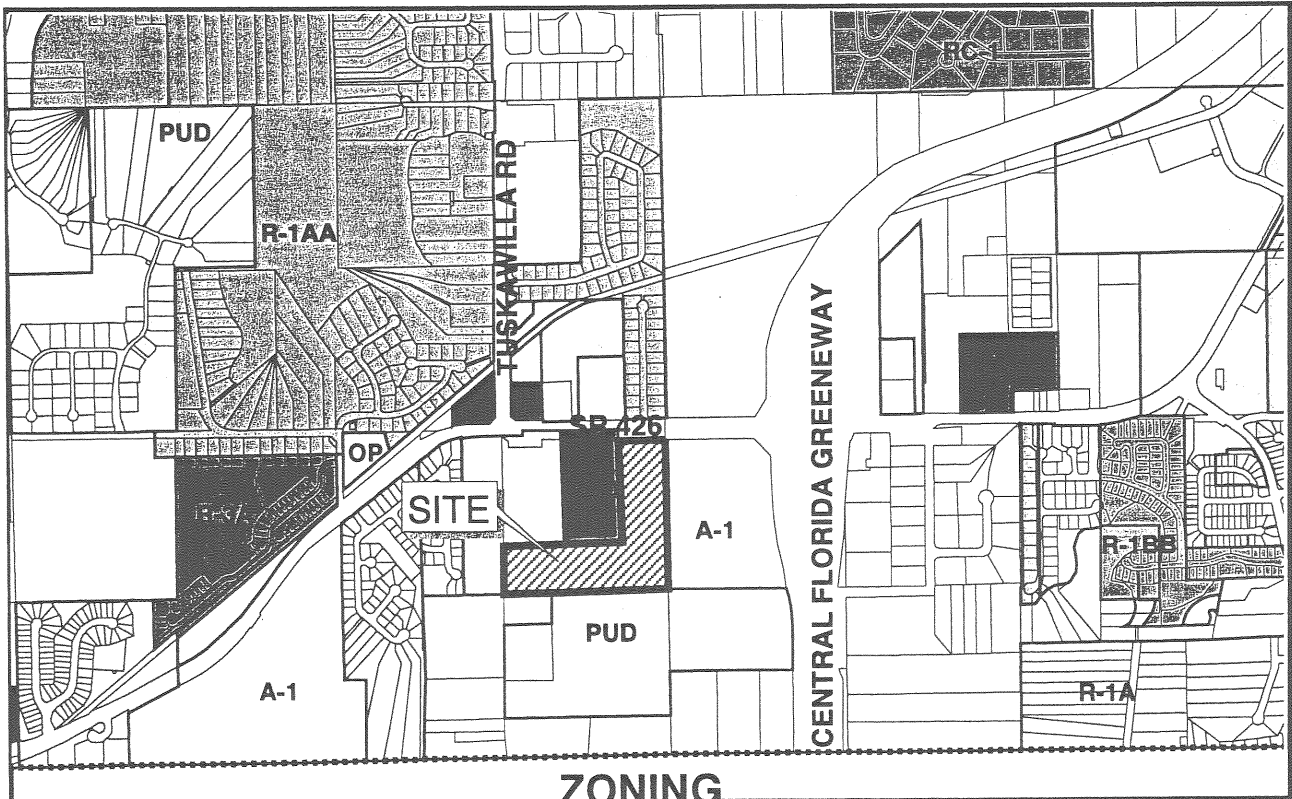 RC-1
PUD
TUSKAWILLA RD
R-1AA
CENTRAL FLORIDA GREENEWAY
SR 426
OP
SITE
A-1
R-1BB
PUD
A-1
R-1A
ZONING